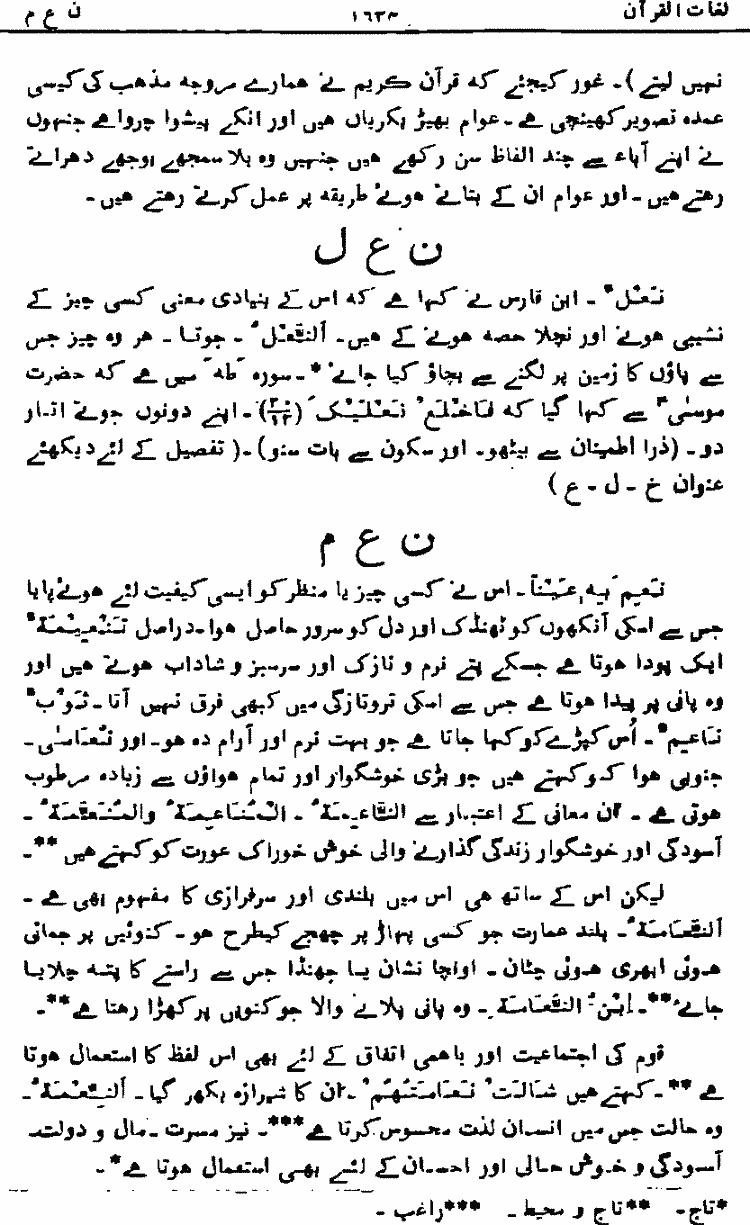 لغات القرآن ۱۶۳۳ ن ع م
نہیں لیتے)۔ غور کیجئے کہ قرآن کریم نے ہمارے مروجہ مذہب کی کیسی
عمدہ تصویر کھینچی ہے۔ عوام بھیڑ بکریاں ہیں اور انکے پیشوا چرواہے جنہوں
نے اپنے آباء سے چند الفاظ سن رکھے ہیں جنہیں وہ بلا سمجھے بوجھے دھراتے
رہتے ہیں۔ اور عوام ان کے بتائے ہوئے طریقہ پر عمل کرتے رہتے ہیں۔
ن ع ل
نَعْلٌ*۔ ابن فارس نے کہا ہے کہ اس کے بنیادی معنی کسی چیز کے
نشیبی ہونے اور نچلا حصہ ہونے کے ہیں۔ اَلنَّعْلُ۔ جوتا۔ ہر وہ چیز جس
سے پاؤں کا زمین پر لگنے سے بچاؤ کیا جائے*۔ سورہ طٰہٰ میں ہے کہ حضرت
موسیٰؑ سے کہا گیا کہ فَاخْلَعْ نَعْلَیْکَ (۲۰/۱۲)۔ اپنے دونوں جوتے اتار
دو۔ (ذرا اطمینان سے بیٹھو۔ اور سکون سے بات سنو)۔ (تفصیل کے لئے دیکھئے
عنوان خ - ل - ع)
ن ع م
نَعِمَ بِہٖ عَیْنًا۔ اس نے کسی چیز یا منظر کو ایسی کیفیت لئے ہوئے پایا
جس سے اسکی آنکھوں کو ٹھنڈک اور دل کو سرور حاصل ہوا۔ دراصل تَنْعِیْمَۃٌ
ایک پودا ہوتا ہے جسکے پتے نرم و نازک اور سرسبز و شاداب ہوتے ہیں اور
وہ پانی پر پیدا ہوتا ہے جس سے اسکی تروتازگی میں کبھی فرق نہیں آتا۔ ثَوْبٌ
نَاعِمٌ۔ اُس کپڑے کو کہا جاتا ہے جو بہت نرم اور آرام دہ ہو۔ اور نُعَامٰی۔
جنوبی ہوا کو کہتے ہیں جو بڑی خوشگوار اور تمام ہواؤں سے زیادہ مرطوب
ہوتی ہے۔ ان معانی کے اعتبار سے النَّاعِمَۃُ۔ الْمُنَاعِمَۃُ والْمُنَعَّمَۃُ۔
آسودگی اور خوشگوار زندگی گذارنے والی خوش خوراک عورت کو کہتے ہیں**۔
لیکن اس کے ساتھ ہی اس میں بلندی اور سرفرازی کا مفہوم بھی ہے۔
اَلنَّعَامَۃُ۔ بلند عمارت جو کسی پہاڑ پر چھجے کیطرح ہو۔ کنوئیں پر جمائی
ہوئی ابھری ہوئی چٹان۔ اونچا نشان یا جھنڈا جس سے راستے کا پتہ چلایا
جائے**۔ اِبْنُ النَّعَامَۃِ۔ وہ پانی پلانے والا جو کنویں پر کھڑا رہتا ہے**۔
قوم کی اجتماعیت اور باہمی اتفاق کے لئے بھی اس لفظ کا استعمال ہوتا
ہے**۔ کہتے ہیں شَالَتْ نَعَامَتُہُمْ۔ ان کا شیرازہ بکھر گیا۔ اَلنِّعْمَۃُ۔
وہ حالت جس میں انسان لذت محسوس کرتا ہے***۔ نیز مسرت۔ مال و دولت۔
آسودگی و خوش حالی اور احسان کے لئے بھی استعمال ہوتا ہے*۔
*تاج۔ **تاج و محیط۔ ***راغب۔